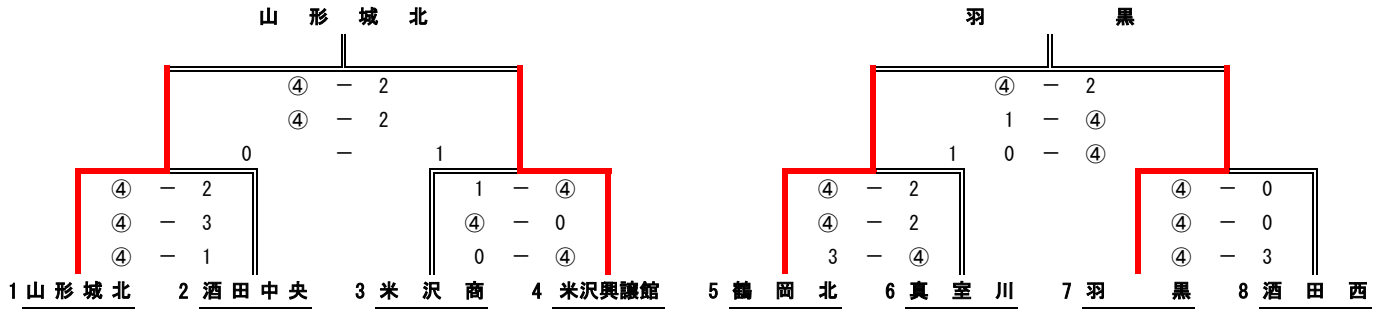 山形城北 羽黒
④ － 2 ④ － 2
④ － 2 1 － ④
0 － 1 1 0 － ④
④ － 2 1 － ④ ④ － 2 ④ － 0
④ － 3 ④ － 0 ④ － 2 ④ － 0
④ － 1 0 － ④ 3 － ④ ④ － 3
1 山形城北 2 酒田中央 3 米沢商 4 米沢興譲館 5 鶴岡北 6 真室川 7 羽黒 8 酒田西